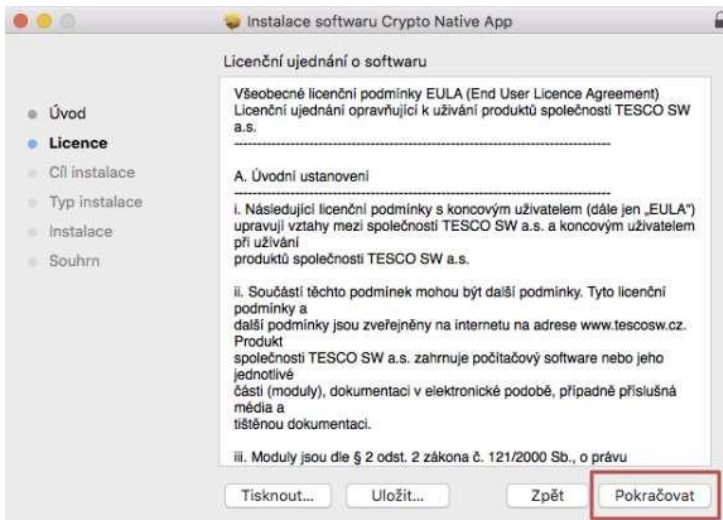 Instalace softwaru Crypto Native App
Licenční ujednání o softwaru
Úvod
Licence
Cíl instalace
Typ instalace
Instalace
Souhrn
Všeobecné licenční podmínky EULA (End User Licence Agreement)
Licenční ujednání opravňující k užívání produktů společnosti TESCO SW
a.s.
--------------------------------------------------------------------------------
A. Úvodní ustanovení
--------------------------------------------------------------------------------
i. Následující licenční podmínky s koncovým uživatelem (dále jen „EULA“)
upravují vztahy mezi společností TESCO SW a.s. a koncovým uživatelem
při užívání
produktů společnosti TESCO SW a.s.
ii. Součástí těchto podmínek mohou být další podmínky. Tyto licenční
podmínky a
další podmínky jsou zveřejněny na internetu na adrese www.tescosw.cz.
Produkt
společnosti TESCO SW a.s. zahrnuje počítačový software nebo jeho
jednotlivé
části (moduly), dokumentaci v elektronické podobě, případně příslušná
média a
tištěnou dokumentaci.
iii. Moduly jsou dle § 2 odst. 2 zákona č. 121/2000 Sb., o právu
Tisknout... Uložit... Zpět Pokračovat